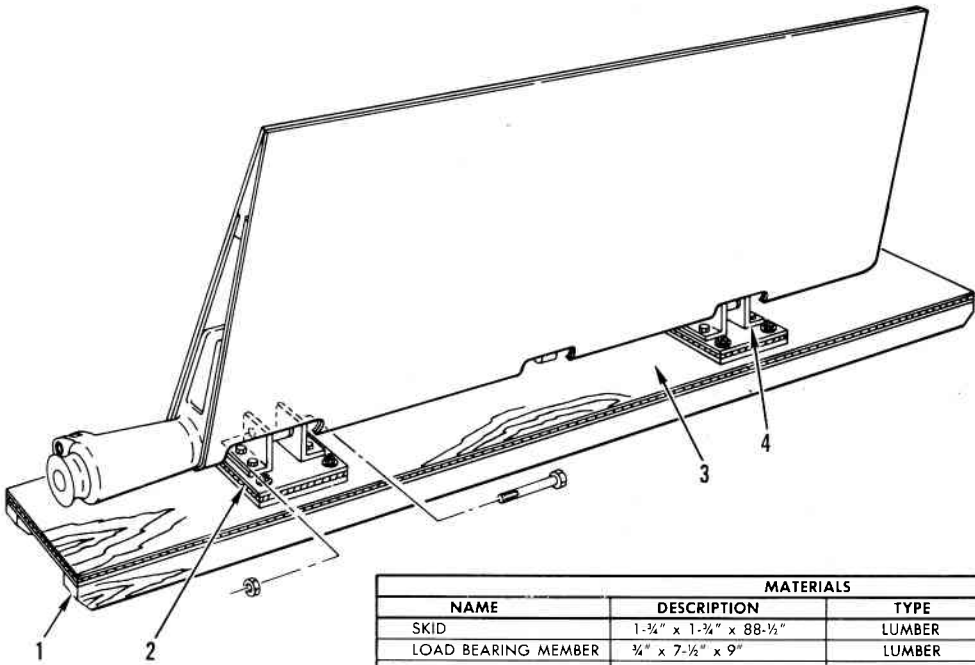 4
3
1
2
MATERIALS
NAME DESCRIPTION TYPE
SKID 1-¾" x 1-¾" x 88-½" LUMBER
LOAD BEARING MEMBER ¾" x 7-½" x 9" LUMBER